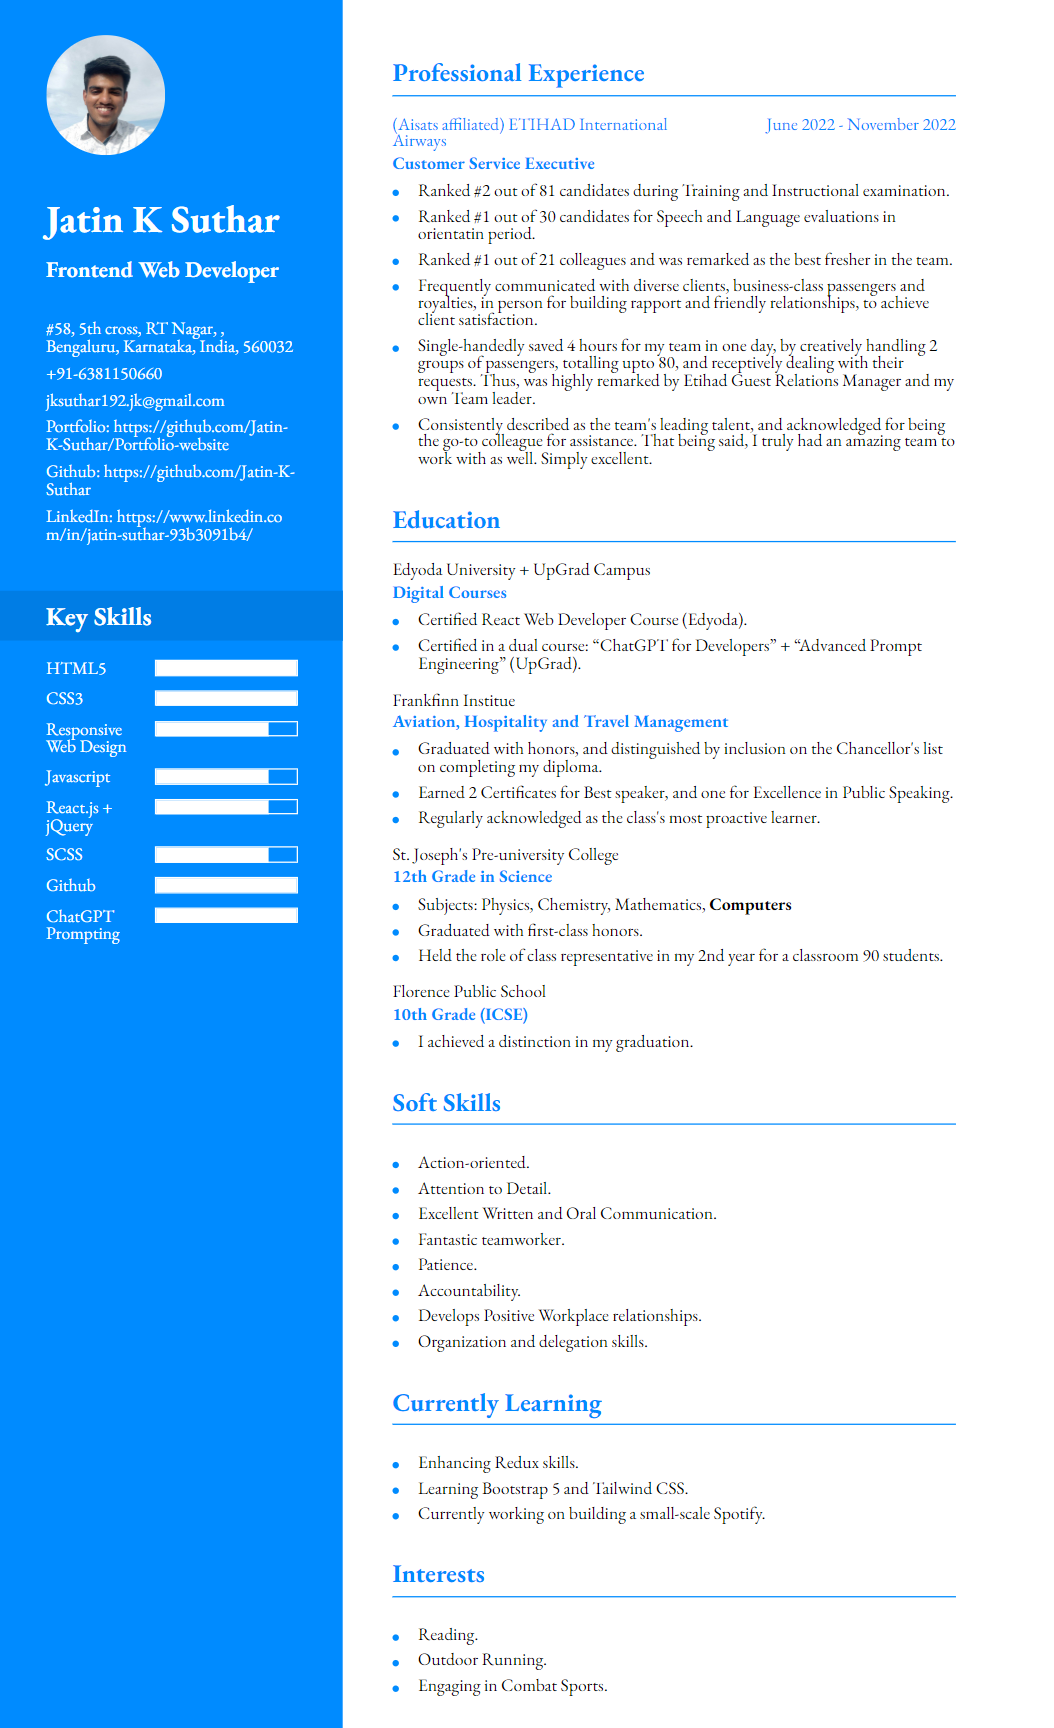 Jatin K Suthar
Frontend Web Developer
#58, 5th cross, RT Nagar, ,
Bengaluru, Karnataka, India, 560032
+91-6381150660
jksuthar192.jk@gmail.com
Portfolio: https://github.com/Jatin-
K-Suthar/Portfolio-website
Github: https://github.com/Jatin-K-
Suthar
LinkedIn: https://www.linkedin.co
m/in/jatin-suthar-93b3091b4/
Key Skills
HTML5
CSS3
Responsive
Web Design
Javascript
React.js +
jQuery
SCSS
Github
ChatGPT
Prompting
Professional Experience
(Aisats affiliated) ETIHAD International
Airways
June 2022 - November 2022
Customer Service Executive
Ranked #2 out of 81 candidates during Training and Instructional examination.
Ranked #1 out of 30 candidates for Speech and Language evaluations in
orientatin period.
Ranked #1 out of 21 colleagues and was remarked as the best fresher in the team.
Frequently communicated with diverse clients, business-class passengers and
royalties, in person for building rapport and friendly relationships, to achieve
client satisfaction.
Single-handedly saved 4 hours for my team in one day, by creatively handling 2
groups of passengers, totalling upto 80, and receptively dealing with their
requests. Thus, was highly remarked by Etihad Guest Relations Manager and my
own Team leader.
Consistently described as the team's leading talent, and acknowledged for being
the go-to colleague for assistance. That being said, I truly had an amazing team to
work with as well. Simply excellent.
Education
Edyoda University + UpGrad Campus
Digital Courses
Certified React Web Developer Course (Edyoda).
Certified in a dual course: “ChatGPT for Developers” + “Advanced Prompt
Engineering” (UpGrad).
Frankfinn Institue
Aviation, Hospitality and Travel Management
Graduated with honors, and distinguished by inclusion on the Chancellor's list
on completing my diploma.
Earned 2 Certificates for Best speaker, and one for Excellence in Public Speaking.
Regularly acknowledged as the class's most proactive learner.
St. Joseph's Pre-university College
12th Grade in Science
Subjects: Physics, Chemistry, Mathematics, Computers
Graduated with first-class honors.
Held the role of class representative in my 2nd year for a classroom 90 students.
Florence Public School
10th Grade (ICSE)
I achieved a distinction in my graduation.
Soft Skills
Action-oriented.
Attention to Detail.
Excellent Written and Oral Communication.
Fantastic teamworker.
Patience.
Accountability.
Develops Positive Workplace relationships.
Organization and delegation skills.
Currently Learning
Enhancing Redux skills.
Learning Bootstrap 5 and Tailwind CSS.
Currently working on building a small-scale Spotify.
Interests
Reading.
Outdoor Running.
Engaging in Combat Sports.